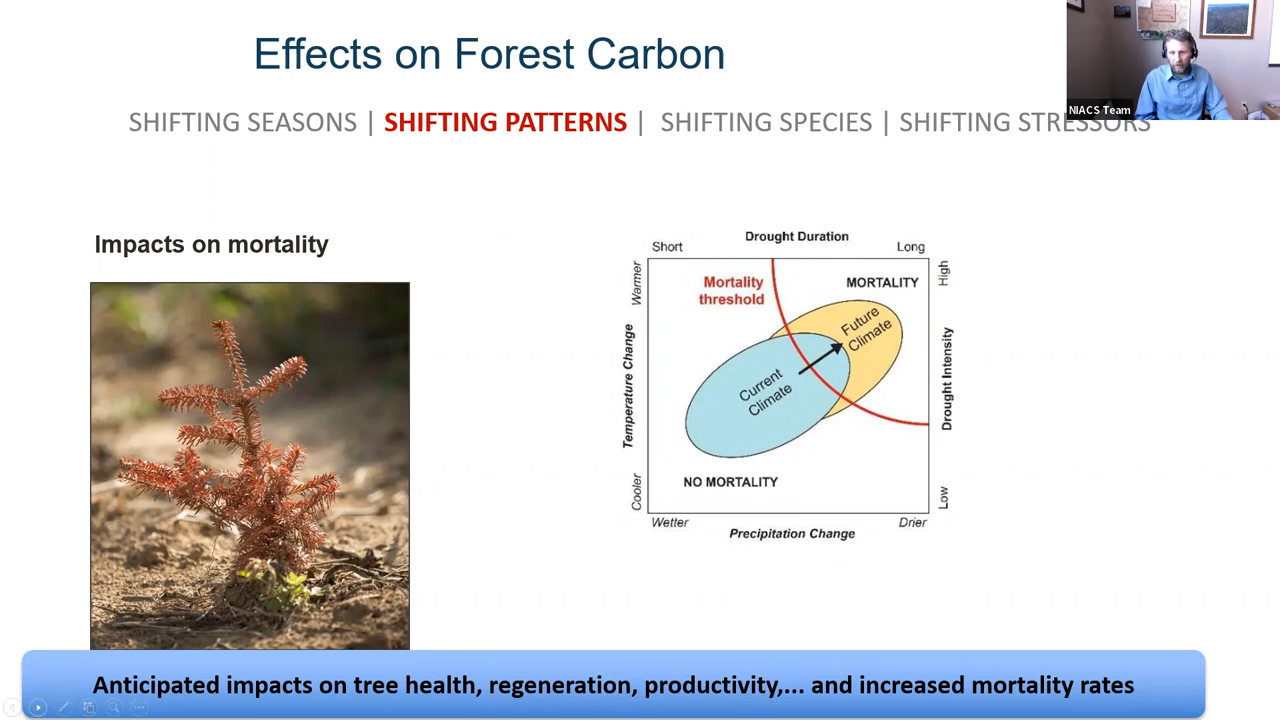 Effects on Forest Carbon
NIACS Team
SHIFTING SEASONS | SHIFTING PATTERNS | SHIFTING SPECIES | SHIFTING STRESSORS
Impacts on mortality
Drought Duration
Short
Long
Warmer
Temperature Change
Cooler
High
Drought Intensity
Low
Mortality
threshold
MORTALITY
Future
Climate
Current
Climate
NO MORTALITY
Wetter
Drier
Precipitation Change
Anticipated impacts on tree health, regeneration, productivity,... and increased mortality rates